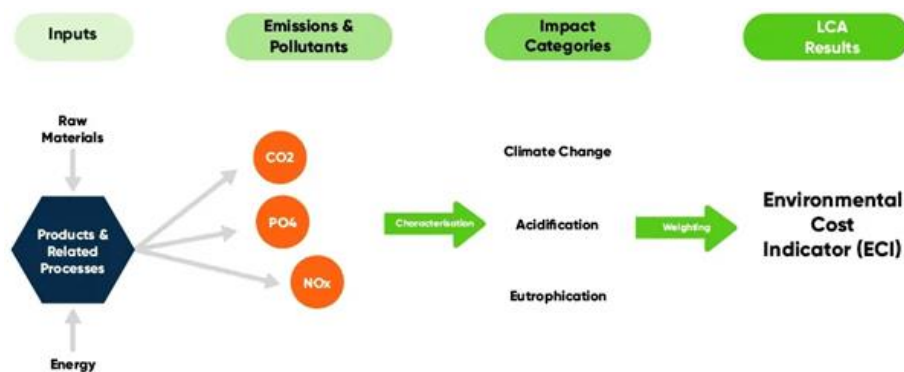 Inputs
Emissions &
Pollutants
Impact
Categories
LCA
Results
Raw
Materials
Products &
Related
Processes
Energy
CO2
PO4
NOx
Characterisation
Climate Change
Acidification
Eutrophication
Weighting
Environmental
Cost
Indicator (ECI)